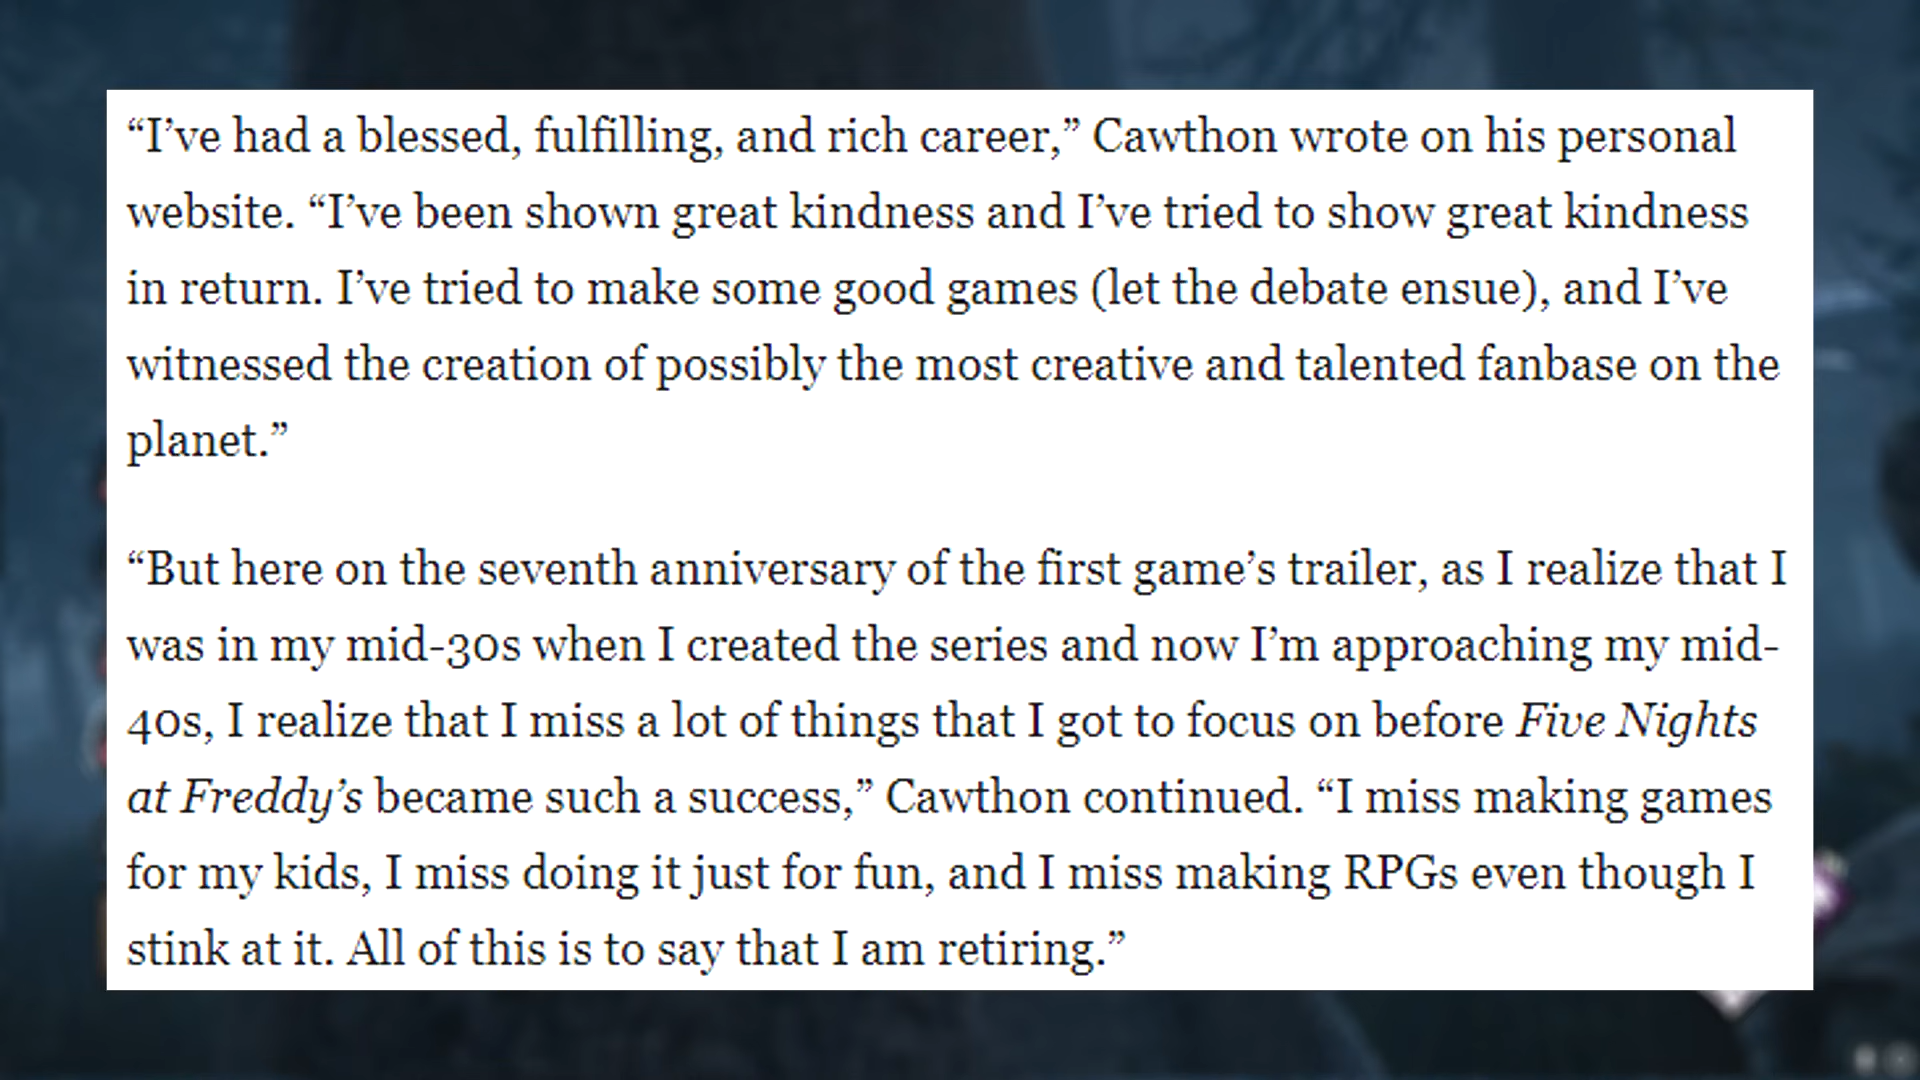 “I’ve had a blessed, fulfilling, and rich career,” Cawthon wrote on his personal
website. “I’ve been shown great kindness and I’ve tried to show great kindness
in return. I’ve tried to make some good games (let the debate ensue), and I’ve
witnessed the creation of possibly the most creative and talented fanbase on the
planet.”
“But here on the seventh anniversary of the first game’s trailer, as I realize that I
was in my mid-30s when I created the series and now I’m approaching my mid-
40s, I realize that I miss a lot of things that I got to focus on before Five Nights
at Freddy’s became such a success,” Cawthon continued. “I miss making games
for my kids, I miss doing it just for fun, and I miss making RPGs even though I
stink at it. All of this is to say that I am retiring.”